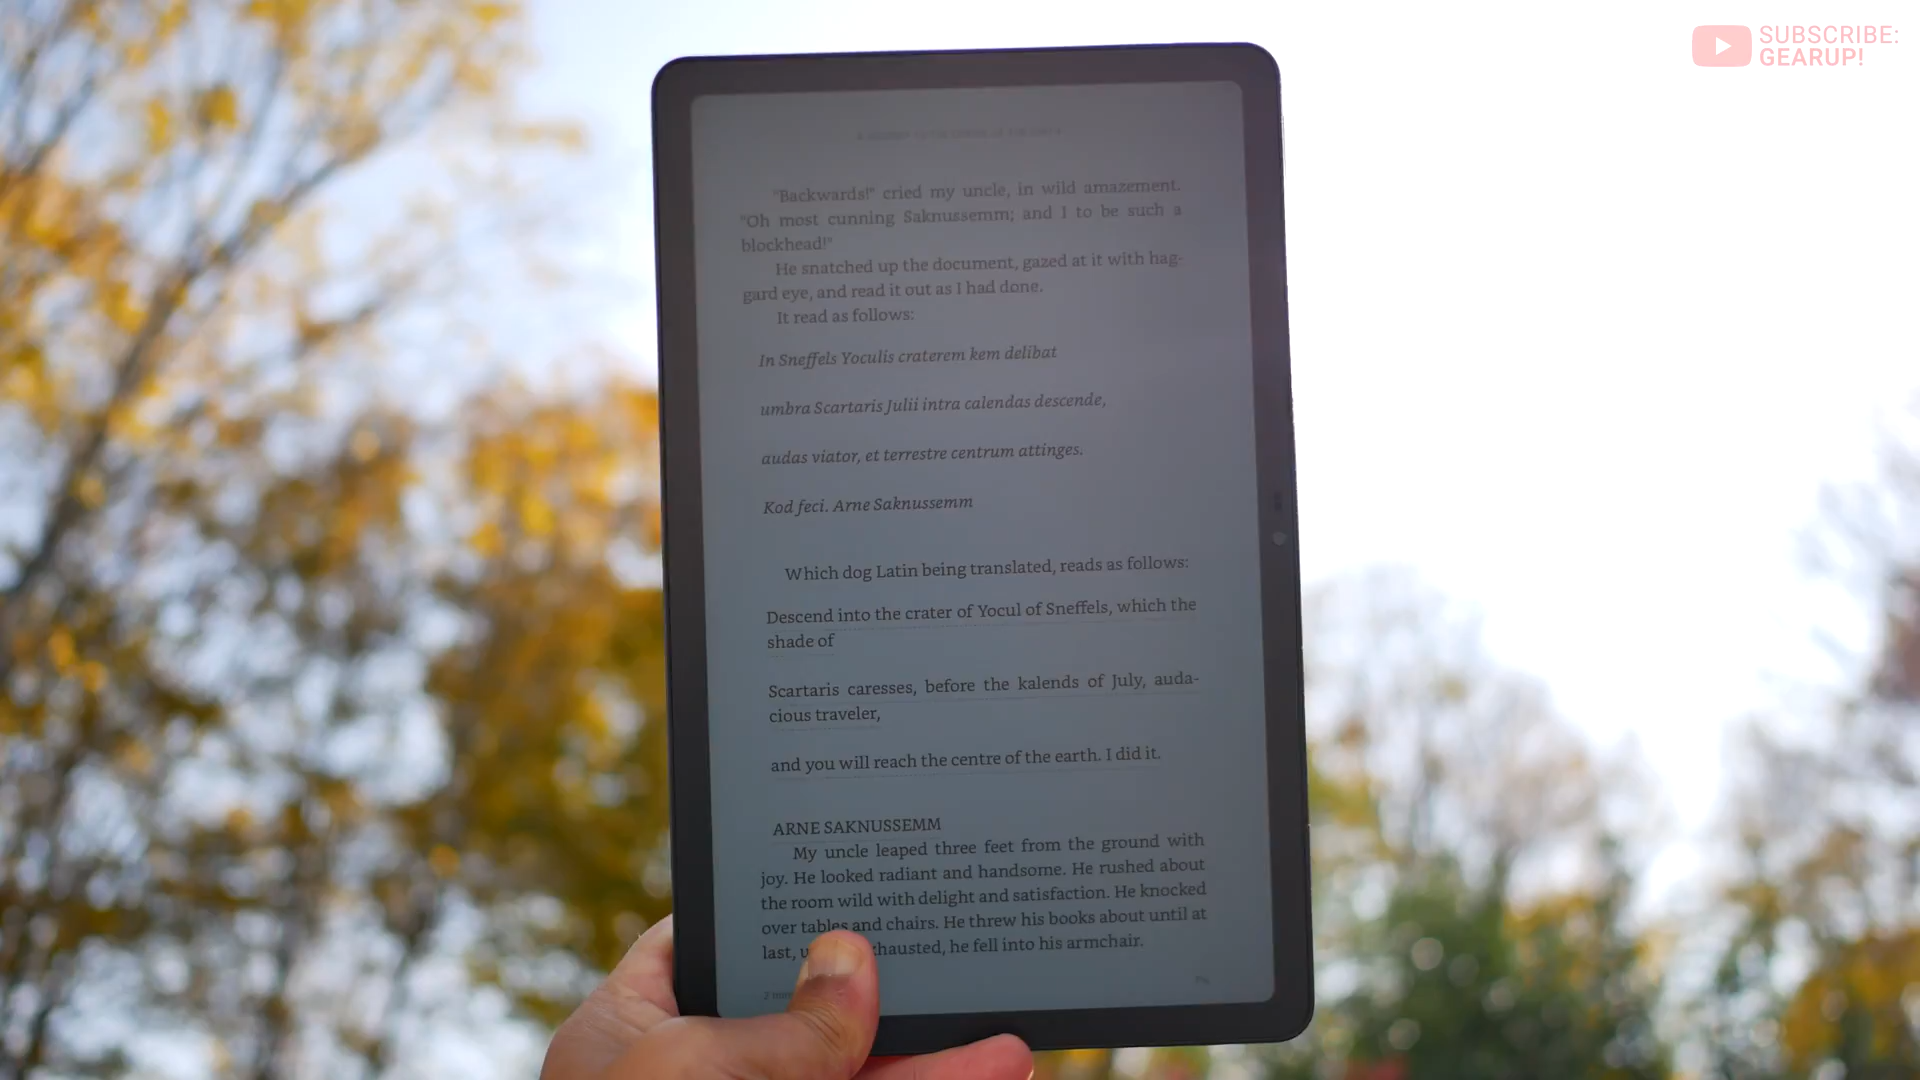 SUBSCRIBE:
GEARUP!
"Backwards!" cried my uncle, in wild amazement.
"Oh most cunning Saknussemm; and I to be such a
blockhead!"
He snatched up the document, gazed at it with hag-
gard eye, and read it out as I had done.
It read as follows:
In Sneffels Yoculis craterem kem delibat
umbra Scartaris Julii intra calendas descende,
audas viator, et terrestre centrum attinges.
Kod feci. Arne Saknussemm
Which dog Latin being translated, reads as follows:
Descend into the crater of Yocul of Sneffels, which the
shade of
Scartaris caresses, before the kalends of July, auda-
cious traveler,
and you will reach the centre of the earth. I did it.
ARNE SAKNUSSEMM
My uncle leaped three feet from the ground with
joy. He looked radiant and handsome. He rushed about
the room wild with delight and satisfaction. He knocked
over tables and chairs. He threw his books about until at
last, he fell into his armchair.